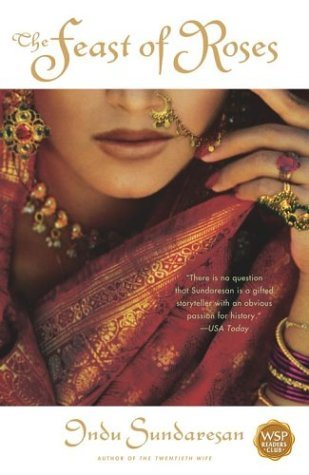 The Feast of Roses
"There is no question
that Sundaresan is a gifted
storyteller with an obvious
passion for history."
—USA Today
WSP
READERS
CLUB
Indu Sundaresan
AUTHOR OF THE TWENTIETH WIFE